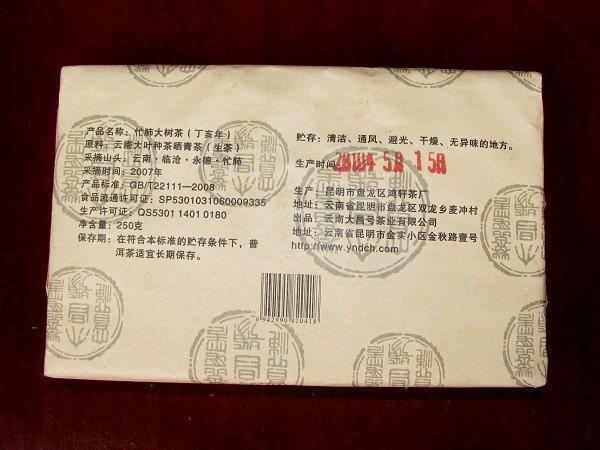 产品名称：忙肺大树茶（丁亥年）
原料：云南大叶种茶晒青茶（生茶）
采摘山头：云南·临沧·永德·忙肺
采摘时间：2007年
产品标准：GB/T22111—2008
食品流通许可证：SP5301031060009335
生产许可证：QS5301 1401 0180
净含量：250克
保存期：在符合本标准的贮存条件下，普
洱茶适宜长期保存。
贮存：清洁、通风、避光、干燥、无异味的地方。
生产时间：2010年5月15日
生产：昆明市盘龙区鸿轩茶厂
地址：云南省昆明市盘龙区双龙乡麦冲村
出品：云南大昌号茶业有限公司
地址：云南省昆明市金实小区金秋路壹号
http://www.yndch.com
6942096820418